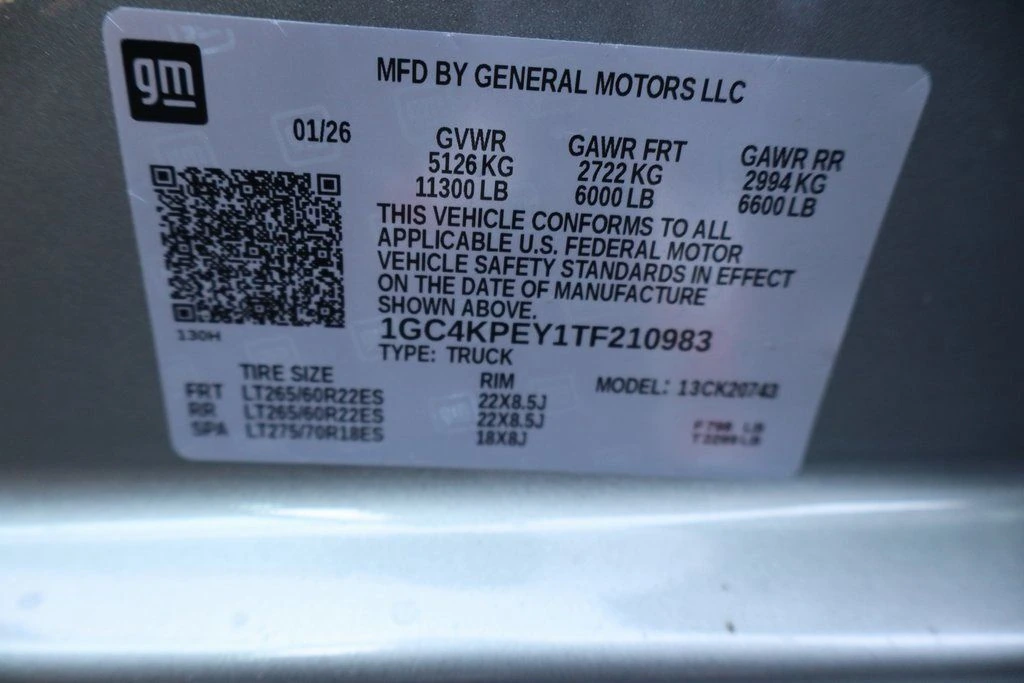 gm
MFD BY GENERAL MOTORS LLC
01/26
GVWR GAWR FRT GAWR RR
5126 KG 2722 KG 2994 KG
11300 LB 6000 LB 6600 LB
THIS VEHICLE CONFORMS TO ALL
APPLICABLE U.S. FEDERAL MOTOR
VEHICLE SAFETY STANDARDS IN EFFECT
ON THE DATE OF MANUFACTURE
SHOWN ABOVE.
130H
1GC4KPEY1TF210983
TYPE: TRUCK
TIRE SIZE RIM MODEL: 13CK20743
FRT LT265/60R22ES 22X8.5J
RR LT265/60R22ES 22X8.5J
SPA LT275/70R18ES 18X8J
F LB
LB